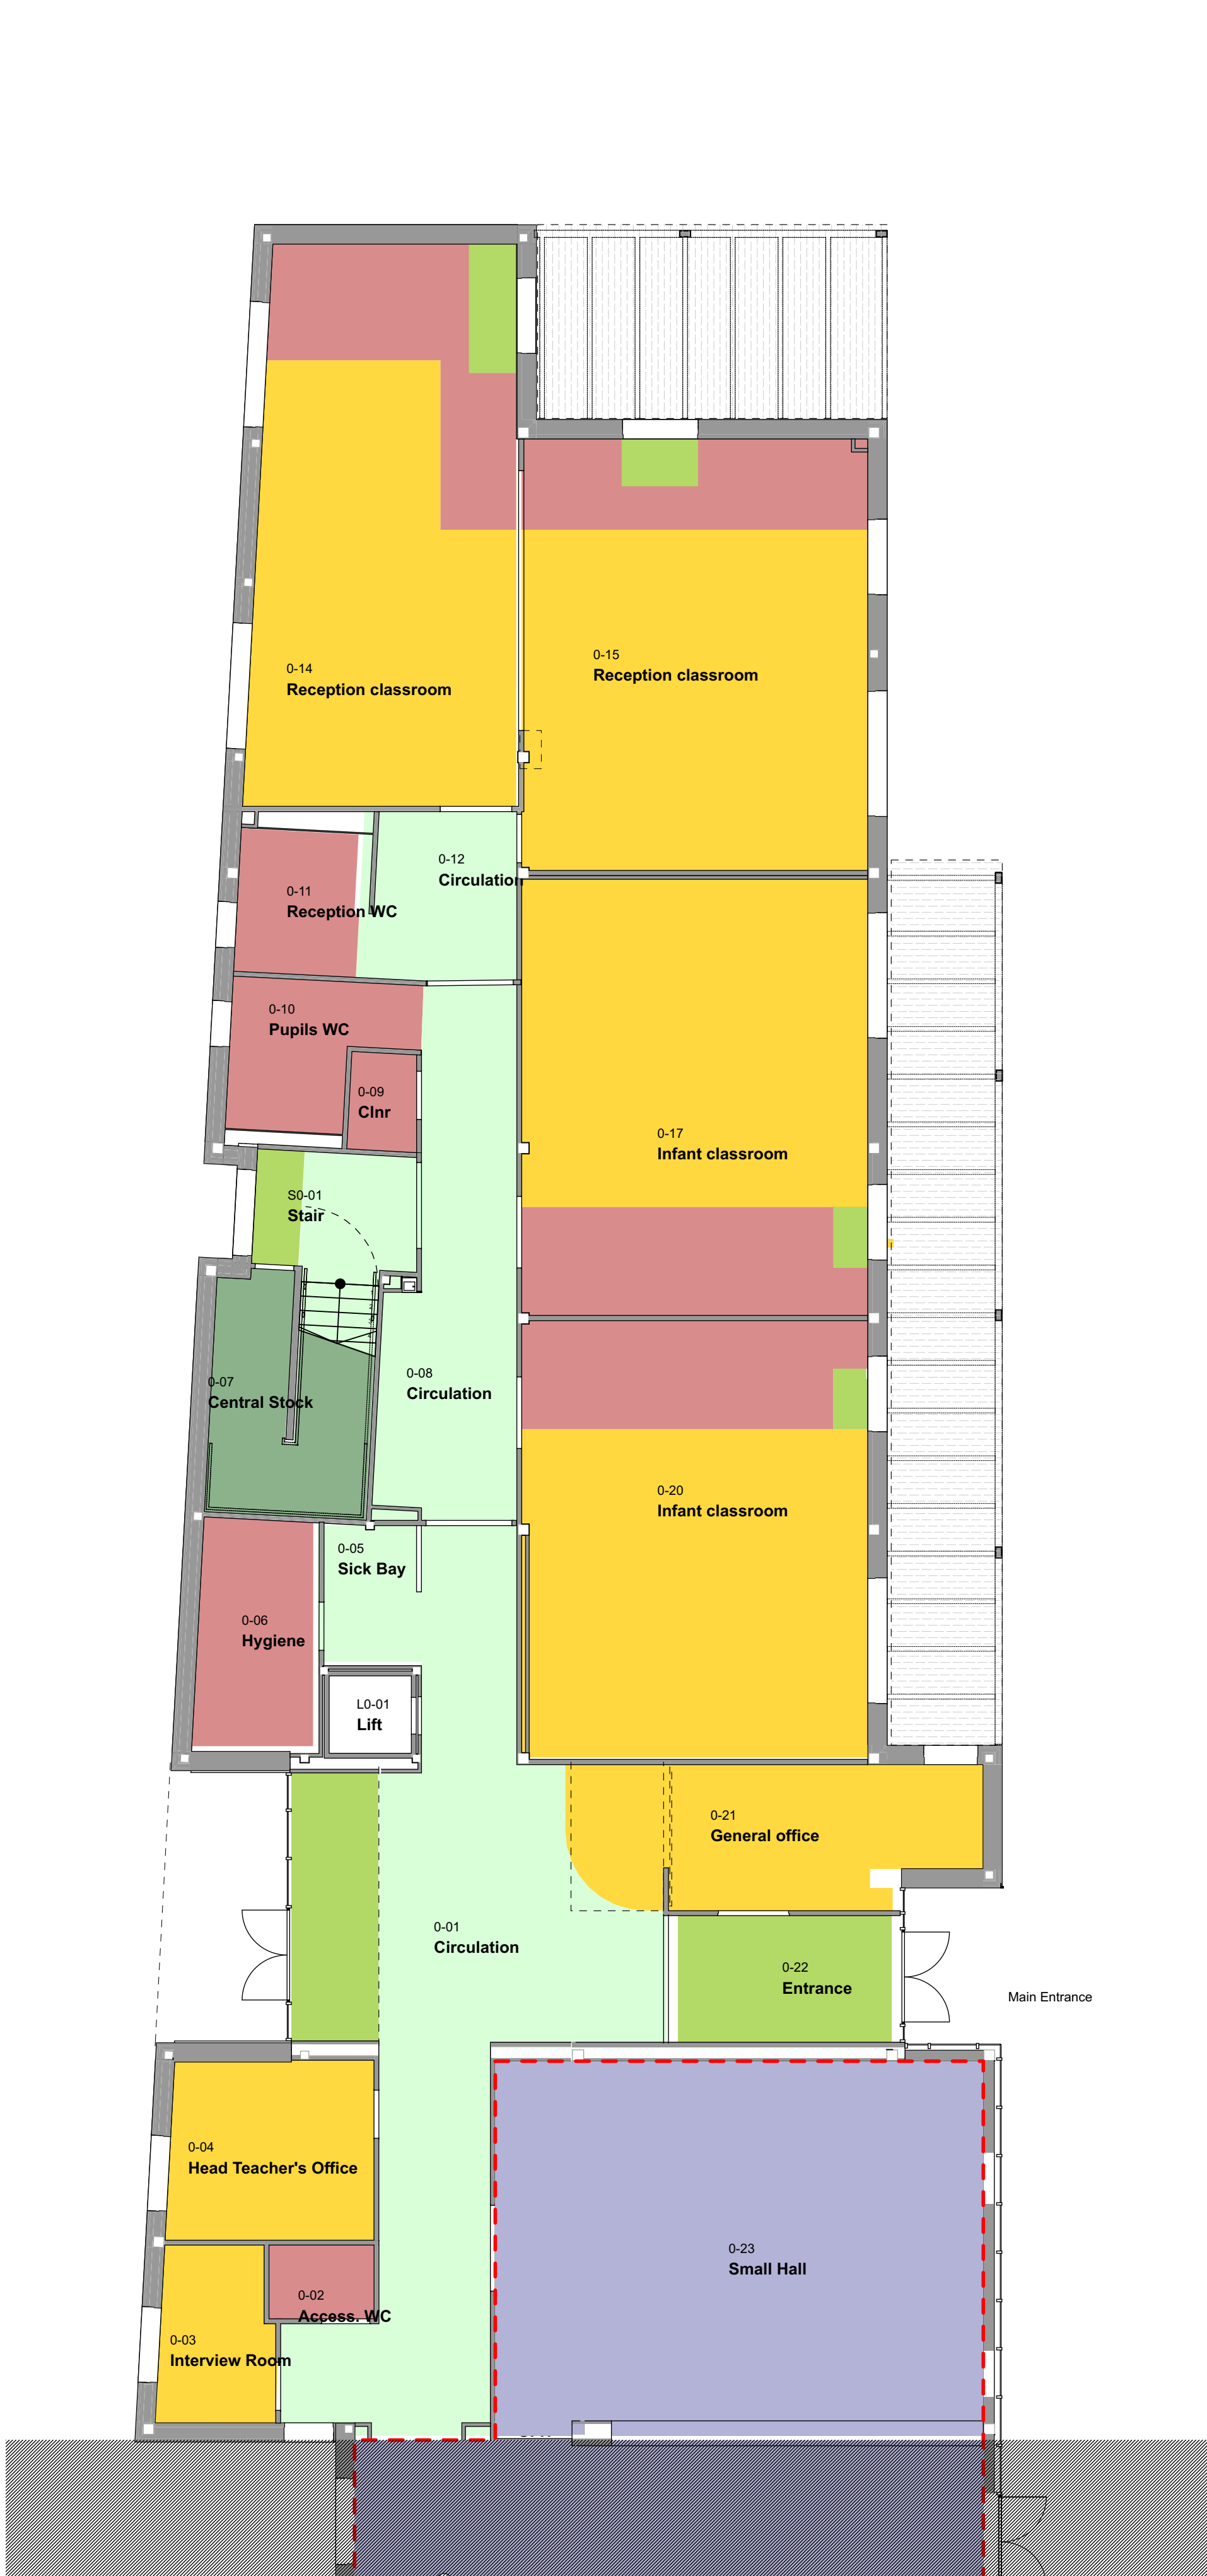 0-14
Reception classroom
0-15
Reception classroom
0-12
Circulation
0-11
Reception WC
0-10
Pupils WC
0-09
Clnr
0-17
Infant classroom
S0-01
Stair
0-07
Central Stock
0-08
Circulation
0-20
Infant classroom
0-05
Sick Bay
0-06
Hygiene
L0-01
Lift
0-21
General office
0-01
Circulation
0-22
Entrance
Main Entrance
0-04
Head Teacher's Office
0-23
Small Hall
0-02
Access. WC
0-03
Interview Room